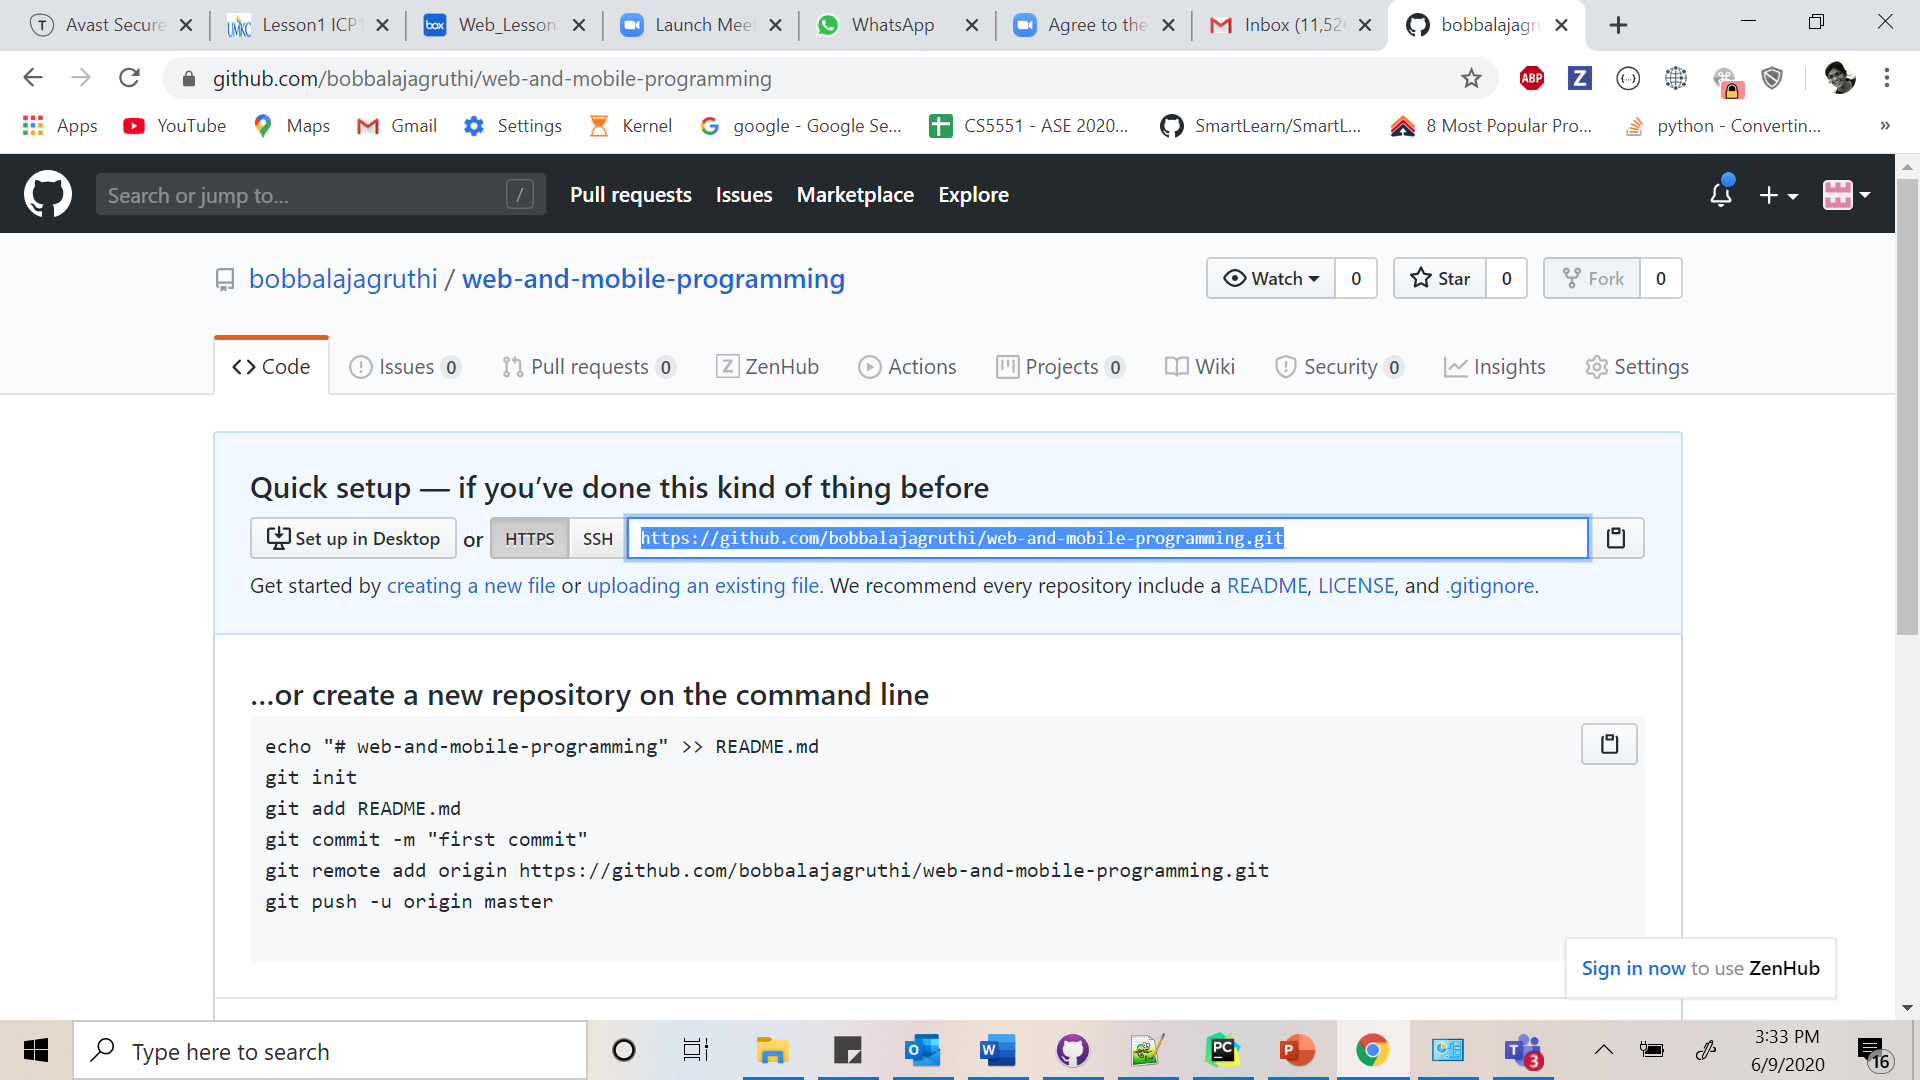 Avast Secure
Lesson1 ICP1
Web_Lesson
Launch Meet
WhatsApp
Agree to the
Inbox (11,52
bobbalajagru
github.com/bobbalajagruthi/web-and-mobile-programming
ABP
Z
Apps
YouTube
Maps
Gmail
Settings
Kernel
google - Google Se...
CS5551 - ASE 2020...
SmartLearn/SmartL...
8 Most Popular Pro...
python - Convertin...
»
Search or jump to... /
Pull requests
Issues
Marketplace
Explore
bobbalajagruthi / web-and-mobile-programming
Watch 0
Star 0
Fork 0
Code
Issues 0
Pull requests 0
ZenHub
Actions
Projects 0
Wiki
Security 0
Insights
Settings
Quick setup — if you’ve done this kind of thing before
Set up in Desktop or HTTPS SSH https://github.com/bobbalajagruthi/web-and-mobile-programming.git
Get started by creating a new file or uploading an existing file. We recommend every repository include a README, LICENSE, and .gitignore.
...or create a new repository on the command line
echo "# web-and-mobile-programming" >> README.md
git init
git add README.md
git commit -m "first commit"
git remote add origin https://github.com/bobbalajagruthi/web-and-mobile-programming.git
git push -u origin master
Sign in now to use ZenHub
Type here to search
3:33 PM
6/9/2020
16